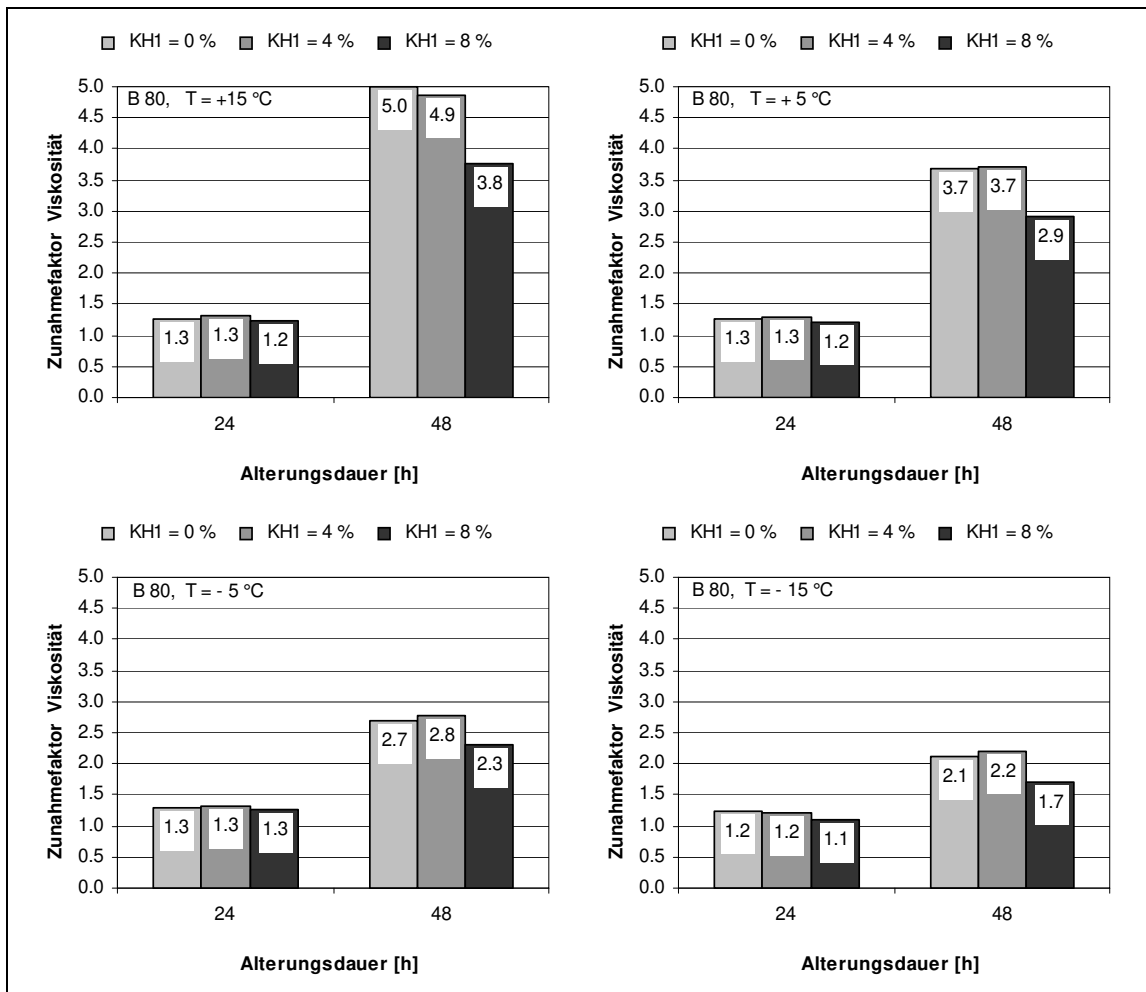 KH1 = 0 % KH1 = 4 % KH1 = 8 %
B 80, T = +15 °C
Zunahmefaktor Viskosität
5.0
4.5
4.0
3.5
3.0
2.5
2.0
1.5
1.0
0.5
0.0
1.3 1.3 1.2
5.0 4.9 3.8
24 48
Alterungsdauer [h]
KH1 = 0 % KH1 = 4 % KH1 = 8 %
B 80, T = + 5 °C
Zunahmefaktor Viskosität
5.0
4.5
4.0
3.5
3.0
2.5
2.0
1.5
1.0
0.5
0.0
1.3 1.3 1.2
3.7 3.7 2.9
24 48
Alterungsdauer [h]
KH1 = 0 % KH1 = 4 % KH1 = 8 %
B 80, T = - 5 °C
Zunahmefaktor Viskosität
5.0
4.5
4.0
3.5
3.0
2.5
2.0
1.5
1.0
0.5
0.0
1.3 1.3 1.3
2.7 2.8 2.3
24 48
Alterungsdauer [h]
KH1 = 0 % KH1 = 4 % KH1 = 8 %
B 80, T = - 15 °C
Zunahmefaktor Viskosität
5.0
4.5
4.0
3.5
3.0
2.5
2.0
1.5
1.0
0.5
0.0
1.2 1.2 1.1
2.1 2.2 1.7
24 48
Alterungsdauer [h]